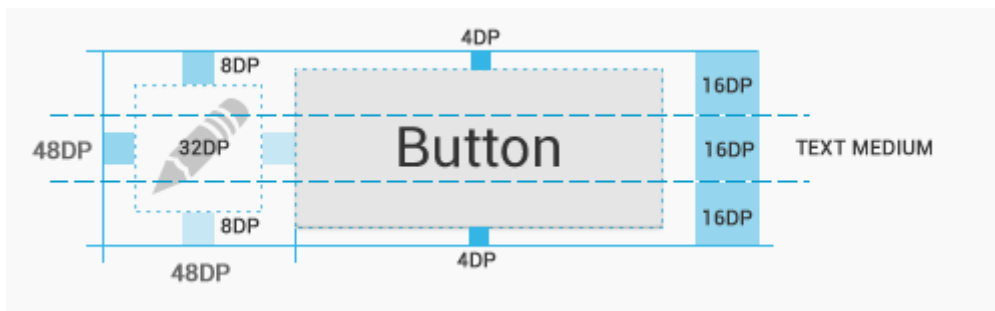 4DP
8DP
16DP
48DP
32DP
Button
16DP
TEXT MEDIUM
8DP
16DP
48DP
4DP